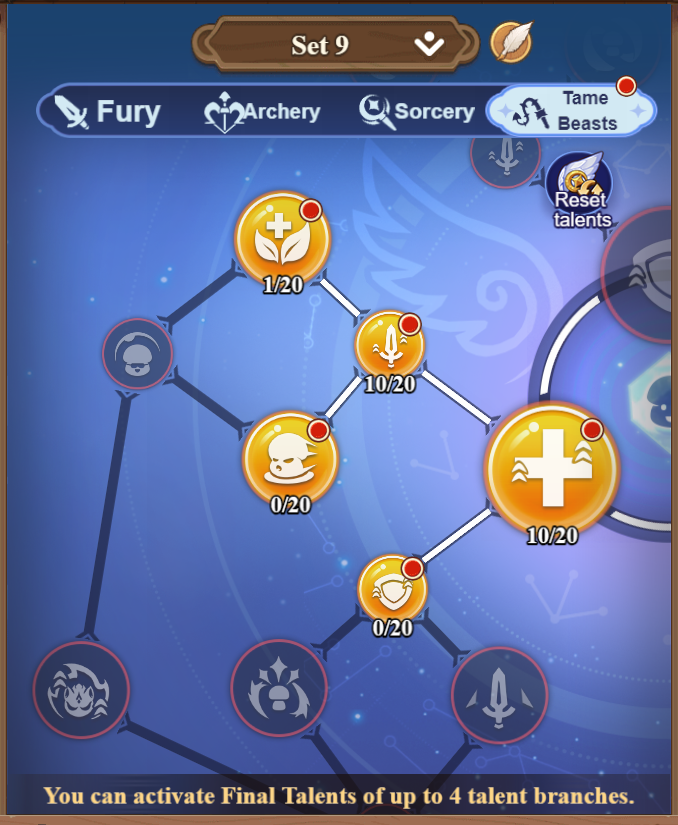 Set 9
Fury
Archery
Sorcery
Tame
Beasts
Reset
talents
1/20
10/20
0/20
10/20
0/20
You can activate Final Talents of up to 4 talent branches.